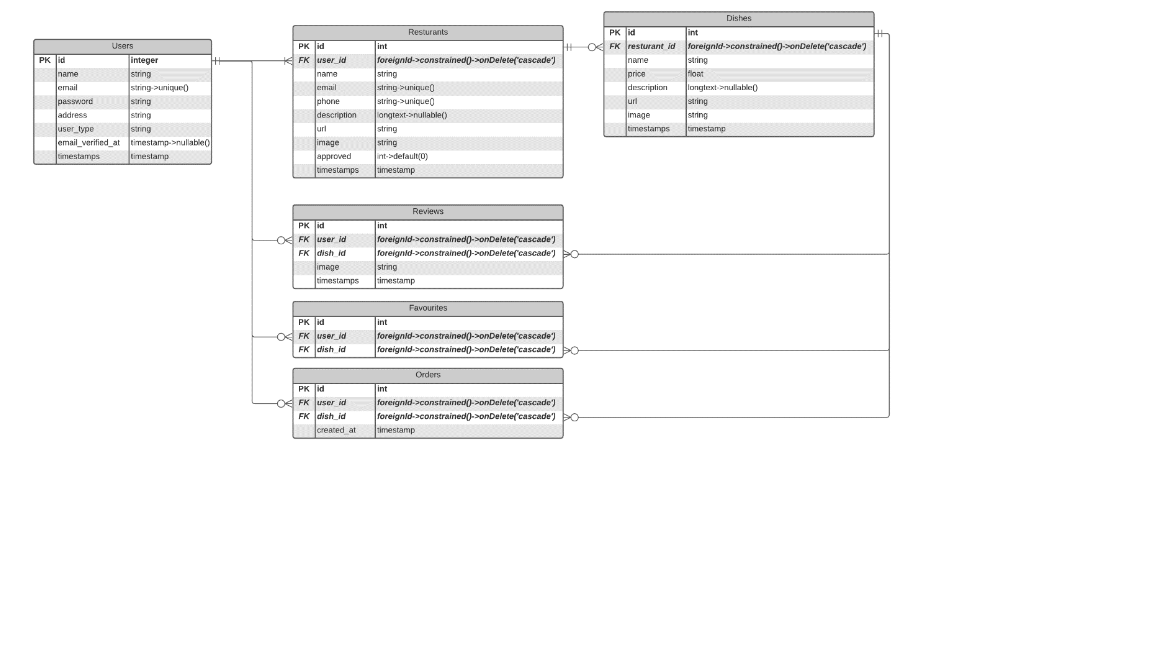 Users
PK id integer
name string
email string->unique()
password string
address string
user_type string
email_verified_at timestamp->nullable()
timestamps timestamp
Resturants
PK id int
FK user_id foreignId->constrained()->onDelete('cascade')
name string
email string->unique()
phone string->unique()
description longtext->nullable()
url string
image string
approved int->default(0)
timestamps timestamp
Dishes
PK id int
FK resturant_id foreignId->constrained()->onDelete('cascade')
name string
price float
description longtext->nullable()
url string
image string
timestamps timestamp
Reviews
PK id int
FK user_id foreignId->constrained()->onDelete('cascade')
FK dish_id foreignId->constrained()->onDelete('cascade')
image string
timestamps timestamp
Favourites
PK id int
FK user_id foreignId->constrained()->onDelete('cascade')
FK dish_id foreignId->constrained()->onDelete('cascade')
Orders
PK id int
FK user_id foreignId->constrained()->onDelete('cascade')
FK dish_id foreignId->constrained()->onDelete('cascade')
created_at timestamp